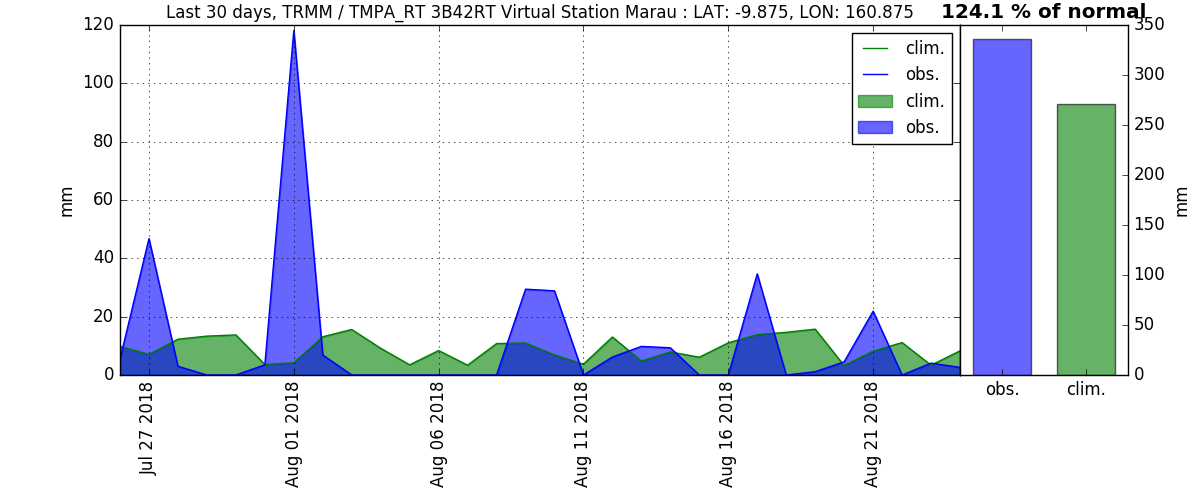 Last 30 days, TRMM / TMPA_RT 3B42RT Virtual Station Marau : LAT: -9.875, LON: 160.875
124.1 % of normal
120
100
80
60
40
20
0
mm
clim.
obs.
clim.
obs.
350
300
250
200
150
100
50
0
mm
Jul 27 2018
Aug 01 2018
Aug 06 2018
Aug 11 2018
Aug 16 2018
Aug 21 2018
obs.
clim.